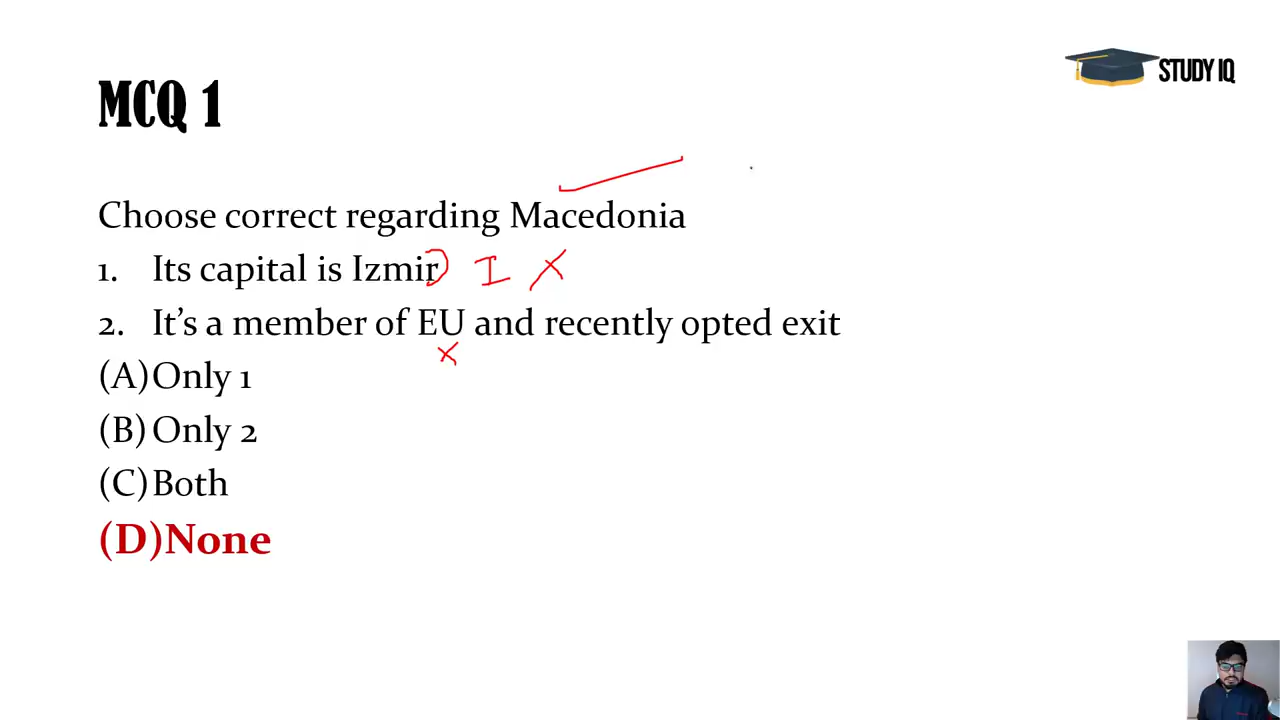 STUDY IQ
MCQ 1
Choose correct regarding Macedonia
1. Its capital is Izmir I X
2. It’s a member of EU and recently opted exit
x
(A) Only 1
(B) Only 2
(C) Both
(D) None